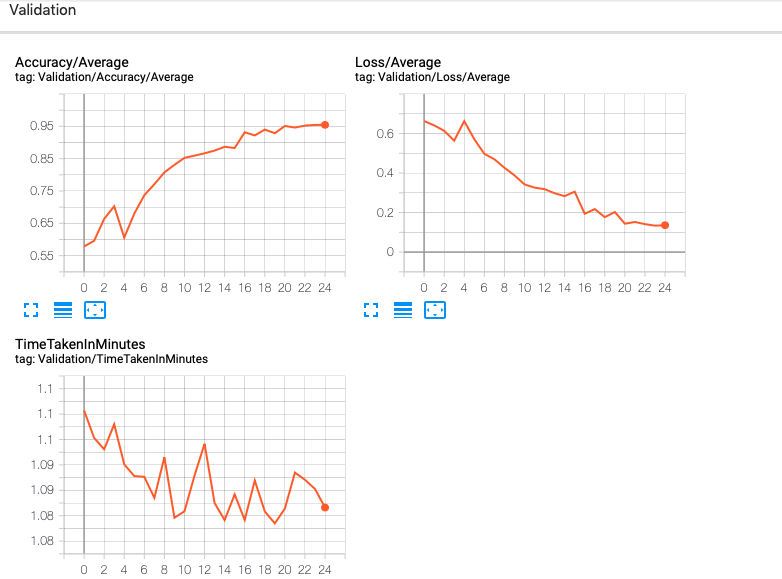 Validation
Accuracy/Average
tag: Validation/Accuracy/Average
0.95
0.85
0.75
0.65
0.55
0 2 4 6 8 10 12 14 16 18 20 22 24
Loss/Average
tag: Validation/Loss/Average
0.6
0.4
0.2
0
0 2 4 6 8 10 12 14 16 18 20 22 24
TimeTakenInMinutes
tag: Validation/TimeTakenInMinutes
1.1
1.1
1.1
1.09
1.09
1.08
1.08
0 2 4 6 8 10 12 14 16 18 20 22 24